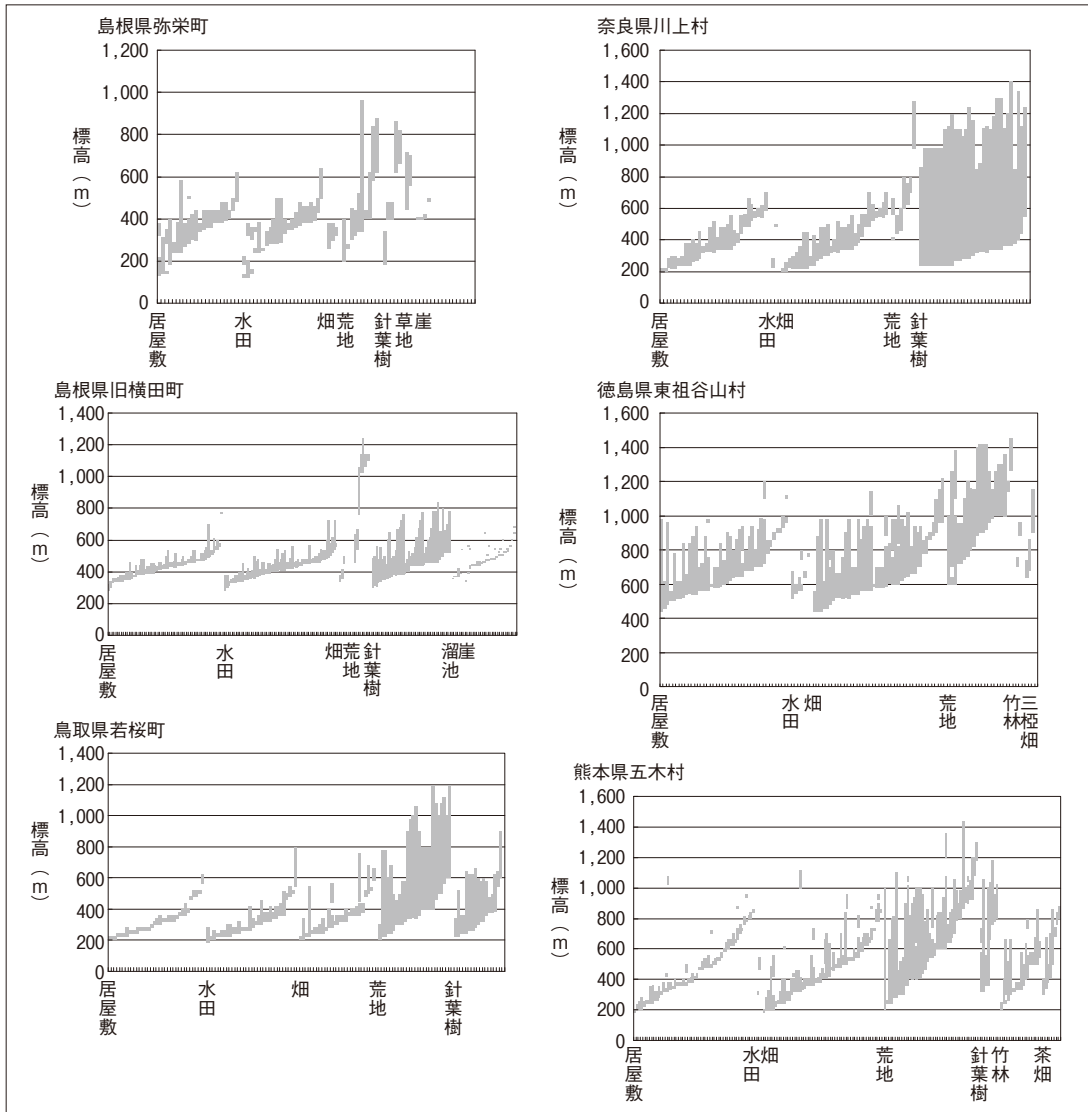 島根県弥栄町
1,200
1,000
800
600
400
200
0
標高(m)
居屋敷
水田
畑
荒地
針葉樹
草地
崖
島根県旧横田町
1,400
1,200
1,000
800
600
400
200
0
標高(m)
居屋敷
水田
畑
荒地
針葉樹
溜池
崖
鳥取県若桜町
1,400
1,200
1,000
800
600
400
200
0
標高(m)
居屋敷
水田
畑
荒地
針葉樹
奈良県川上村
1,600
1,400
1,200
1,000
800
600
400
200
0
標高(m)
居屋敷
水田
畑
荒地
針葉樹
徳島県東祖谷山村
1,600
1,400
1,200
1,000
800
600
400
200
0
標高(m)
居屋敷
水田
畑
荒地
竹林
三椏畑
熊本県五木村
1,600
1,400
1,200
1,000
800
600
400
200
0
標高(m)
居屋敷
水田
畑
荒地
針葉樹
竹林
茶畑